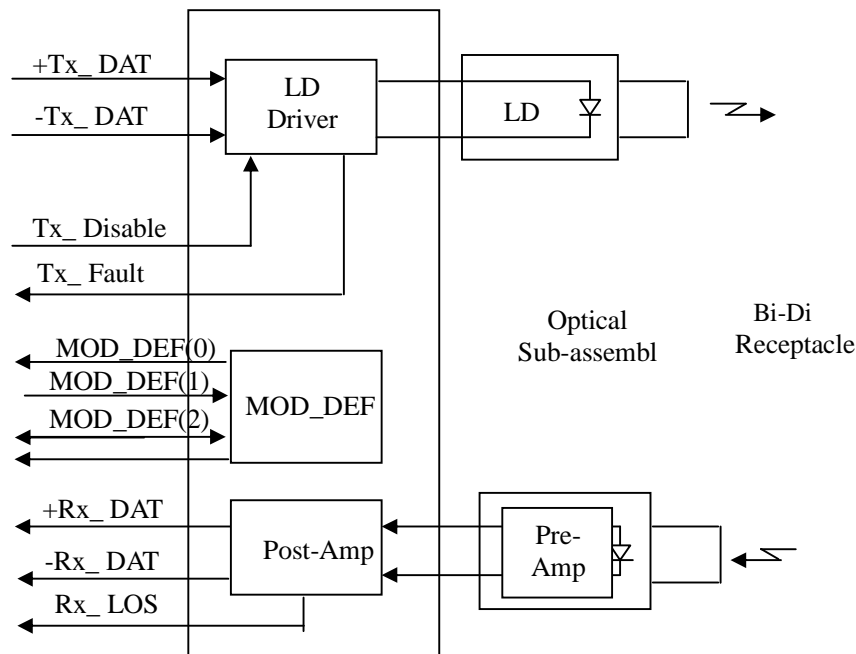 +Tx_ DAT
-Tx_ DAT
LD
Driver
LD
Tx_ Disable
Tx_ Fault
Optical
Sub-assembl
Bi-Di
Receptacle
MOD_DEF(0)
MOD_DEF(1)
MOD_DEF(2)
MOD_DEF
+Rx_ DAT
-Rx_ DAT
Rx_ LOS
Post-Amp
Pre-
Amp